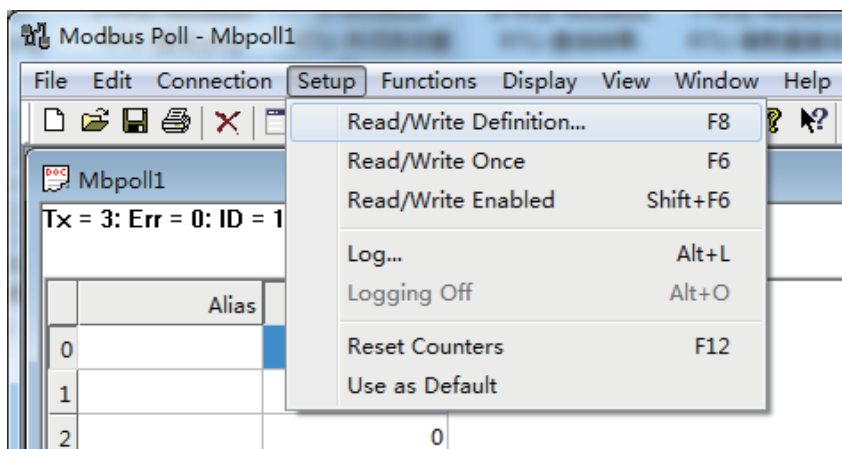 Modbus Poll - Mbpoll1
File Edit Connection Setup Functions Display View Window Help
Read/Write Definition... F8
Read/Write Once F6
Read/Write Enabled Shift+F6
Log... Alt+L
Logging Off Alt+O
Reset Counters F12
Use as Default
Mbpoll1
Tx = 3: Err = 0: ID = 1
Alias
0
1
2 0